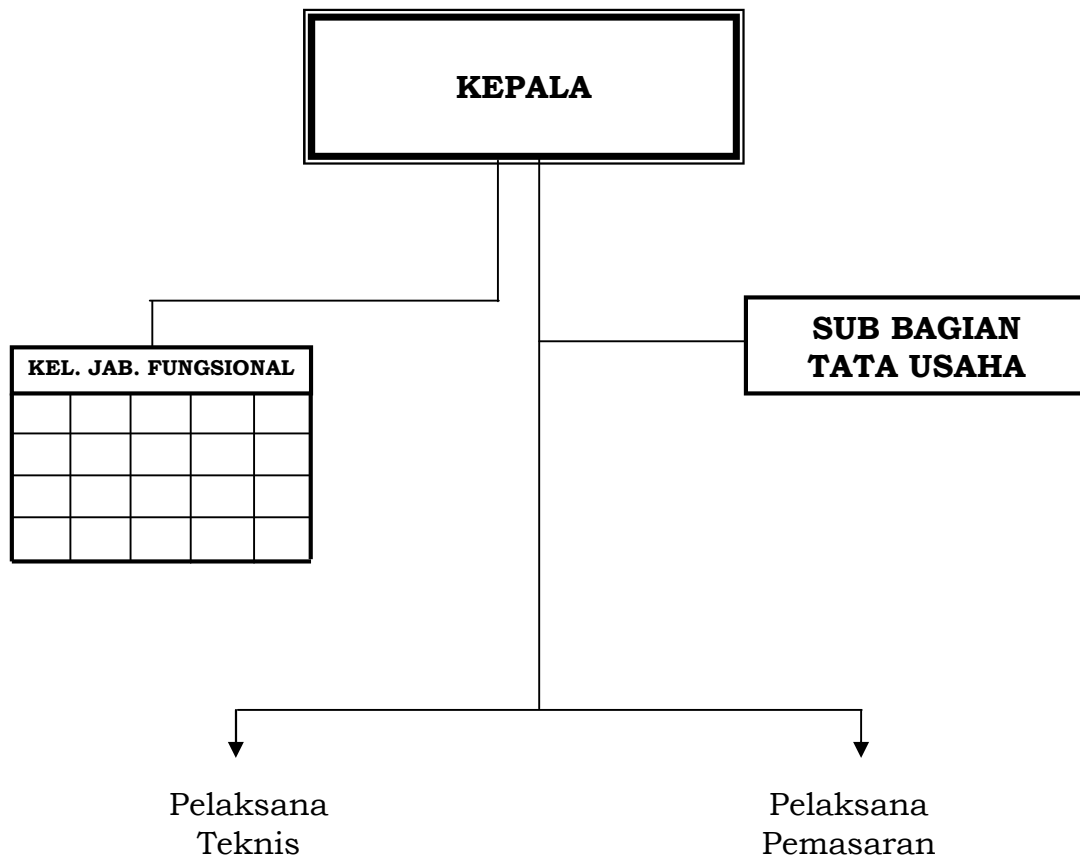 KEPALA
SUB BAGIAN
TATA USAHA
KEL. JAB. FUNGSIONAL
Pelaksana
Teknis
Pelaksana
Pemasaran